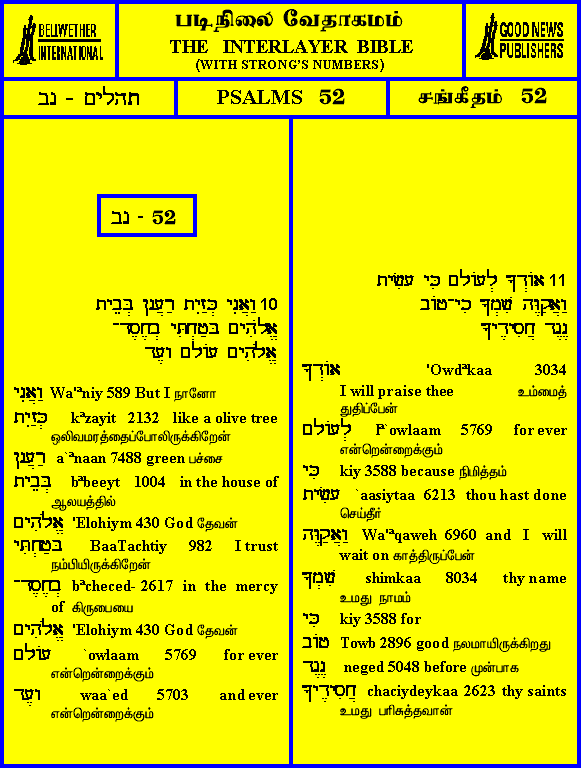 BELLWETHER INTERNATIONAL
படிநிலை வேதாகமம்
THE INTERLAYER BIBLE
(WITH STRONG'S NUMBERS)
GOOD NEWS PUBLISHERS
תהלים - נב
PSALMS 52
சங்கீதம் 52
נב - 52
10 וַאֲנִי כְּזַיִת רַעֲנָן בְּבֵית
אֱלֹהִים בָּטַחְתִּי בְחֶסֶד־
אֱלֹהִים עוֹלָם וָעֶד
וַאֲנִי Wa'ᵃniy 589 But I நானோ
כְּזַיִת kᵊzayit 2132 like a olive tree
ஒலிவமரத்தைப்போலிருக்கிறேன்
רַעֲנָן a`ᵃnaan 7488 green பச்சை
בְּבֵית bᵊbeeyt 1004 in the house of
ஆலயத்தில்
אֱלֹהִים 'Elohiym 430 God தேவன்
בָּטַחְתִּי BaaTachtiy 982 I trust
நம்பியிருக்கிறேன்
בְחֶסֶד־ bᵊcheced- 2617 in the mercy
of கிருபையை
אֱלֹהִים 'Elohiym 430 God தேவன்
עוֹלָם `owlaam 5769 for ever
என்றென்றைக்கும்
וָעֶד waa`ed 5703 and ever
என்றென்றைக்கும்
11 אוֹדְךָ לְעוֹלָם כִּי עָשִׂיתָ
וַאֲקַוֶּה שִׁמְךָ כִי־טוֹב
נֶגֶד חֲסִידֶיךָ
אוֹדְךָ 'Owdᵊkaa 3034
I will praise thee உம்மைத்
துதிப்பேன்
לְעוֹלָם lᵊ`owlaam 5769 for ever
என்றென்றைக்கும்
כִּי kiy 3588 because நிமித்தம்
עָשִׂיתָ `aasiytaa 6213 thou hast done
செய்தீர்
וַאֲקַוֶּה Wa'ᵃqaweh 6960 and I will
wait on காத்திருப்பேன்
שִׁמְךָ shimkaa 8034 thy name
உமது நாமம்
כִּי kiy 3588 for
טוֹב Towb 2896 good நலமாயிருக்கிறது
נֶגֶד neged 5048 before முன்பாக
חֲסִידֶיךָ chaciydeykaa 2623 thy saints
உமது பரிசுத்தவான்